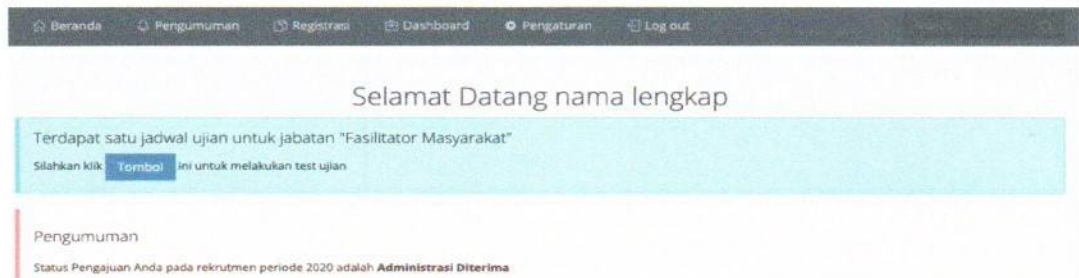 Beranda Pengumuman Registrasi Dashboard Pengaturan Log out
Selamat Datang nama lengkap
Terdapat satu jadwal ujian untuk jabatan "Fasilitator Masyarakat"
Silahkan klik Tombol ini untuk melakukan test ujian
Pengumuman
Status Pengajuan Anda pada rekrutmen periode 2020 adalah Administrasi Diterima